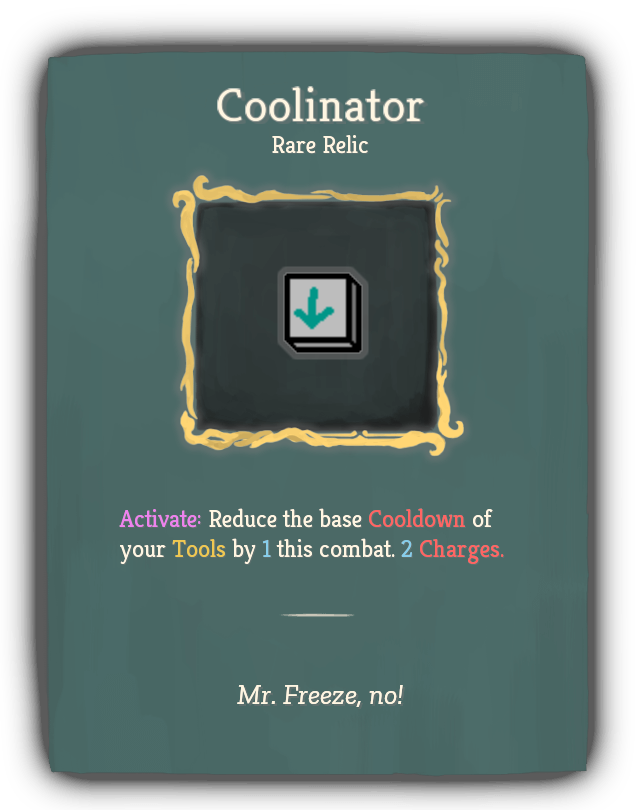 Coolinator
Rare Relic
Activate: Reduce the base Cooldown of
your Tools by 1 this combat. 2 Charges.
Mr. Freeze, no!